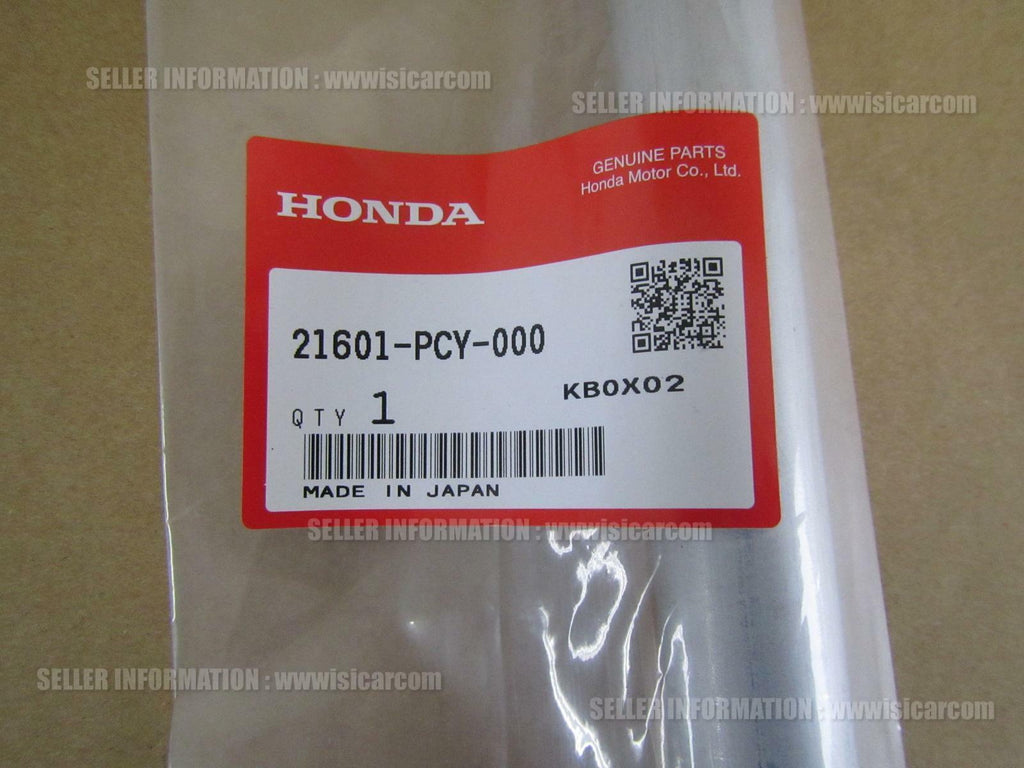 SELLER INFORMATION : wwwisicarcom
SELLER INFORMATION : wwwisicarcom
GENUINE PARTS
Honda Motor Co., Ltd.
HONDA
21601-PCY-000
KB0X02
QTY 1
MADE IN JAPAN
SELLER INFORMATION : wwwisicarcom
SELLER INFORMATION : wwwisicarcom
SELLER INFORMATION : wwwisicarcom